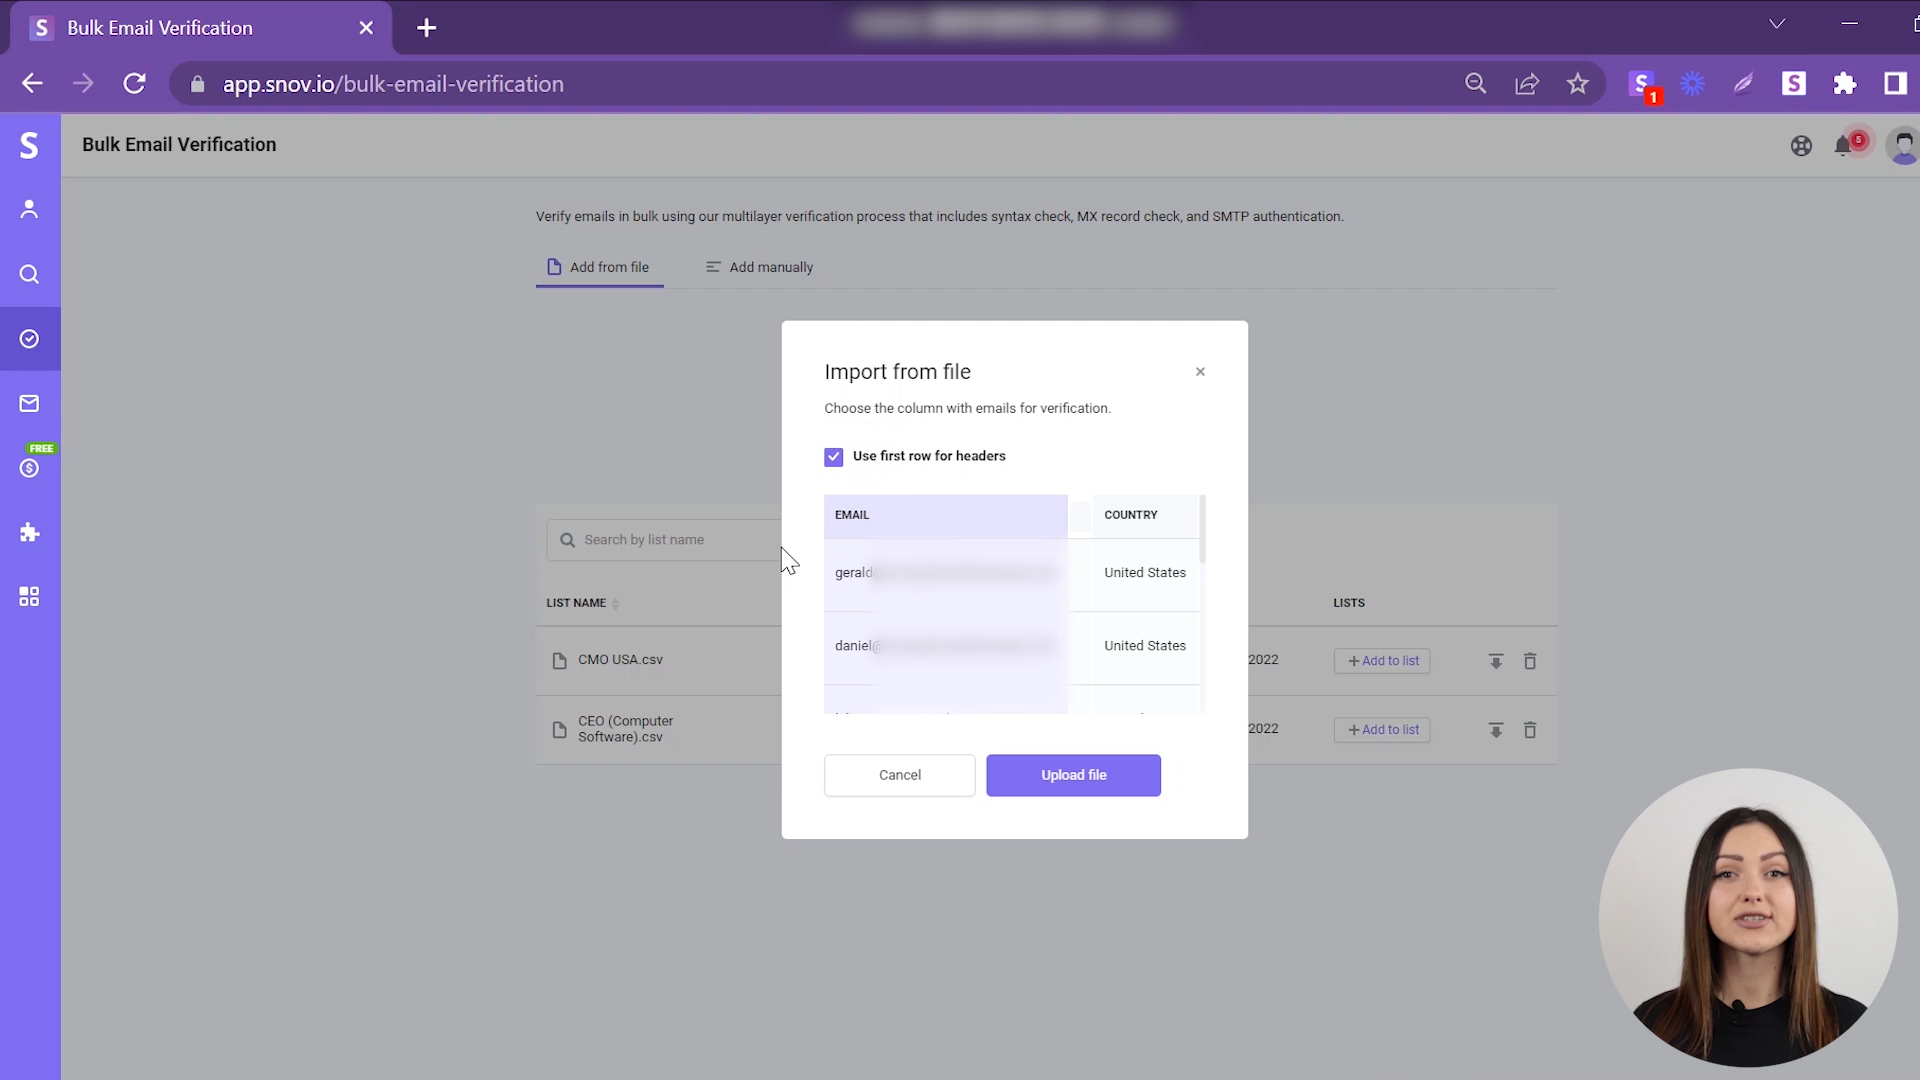 S Bulk Email Verification
app.snov.io/bulk-email-verification
S 1 S
S Bulk Email Verification 5
Verify emails in bulk using our multilayer verification process that includes syntax check, MX record check, and SMTP authentication.
Add from file Add manually
Import from file
Choose the column with emails for verification.
FREE
Use first row for headers
EMAIL COUNTRY
Search by list name
gerald United States
LIST NAME LISTS
daniel@ United States
CMO USA.csv 2022 + Add to list
CEO (Computer
Software).csv 2022 + Add to list
Cancel Upload file